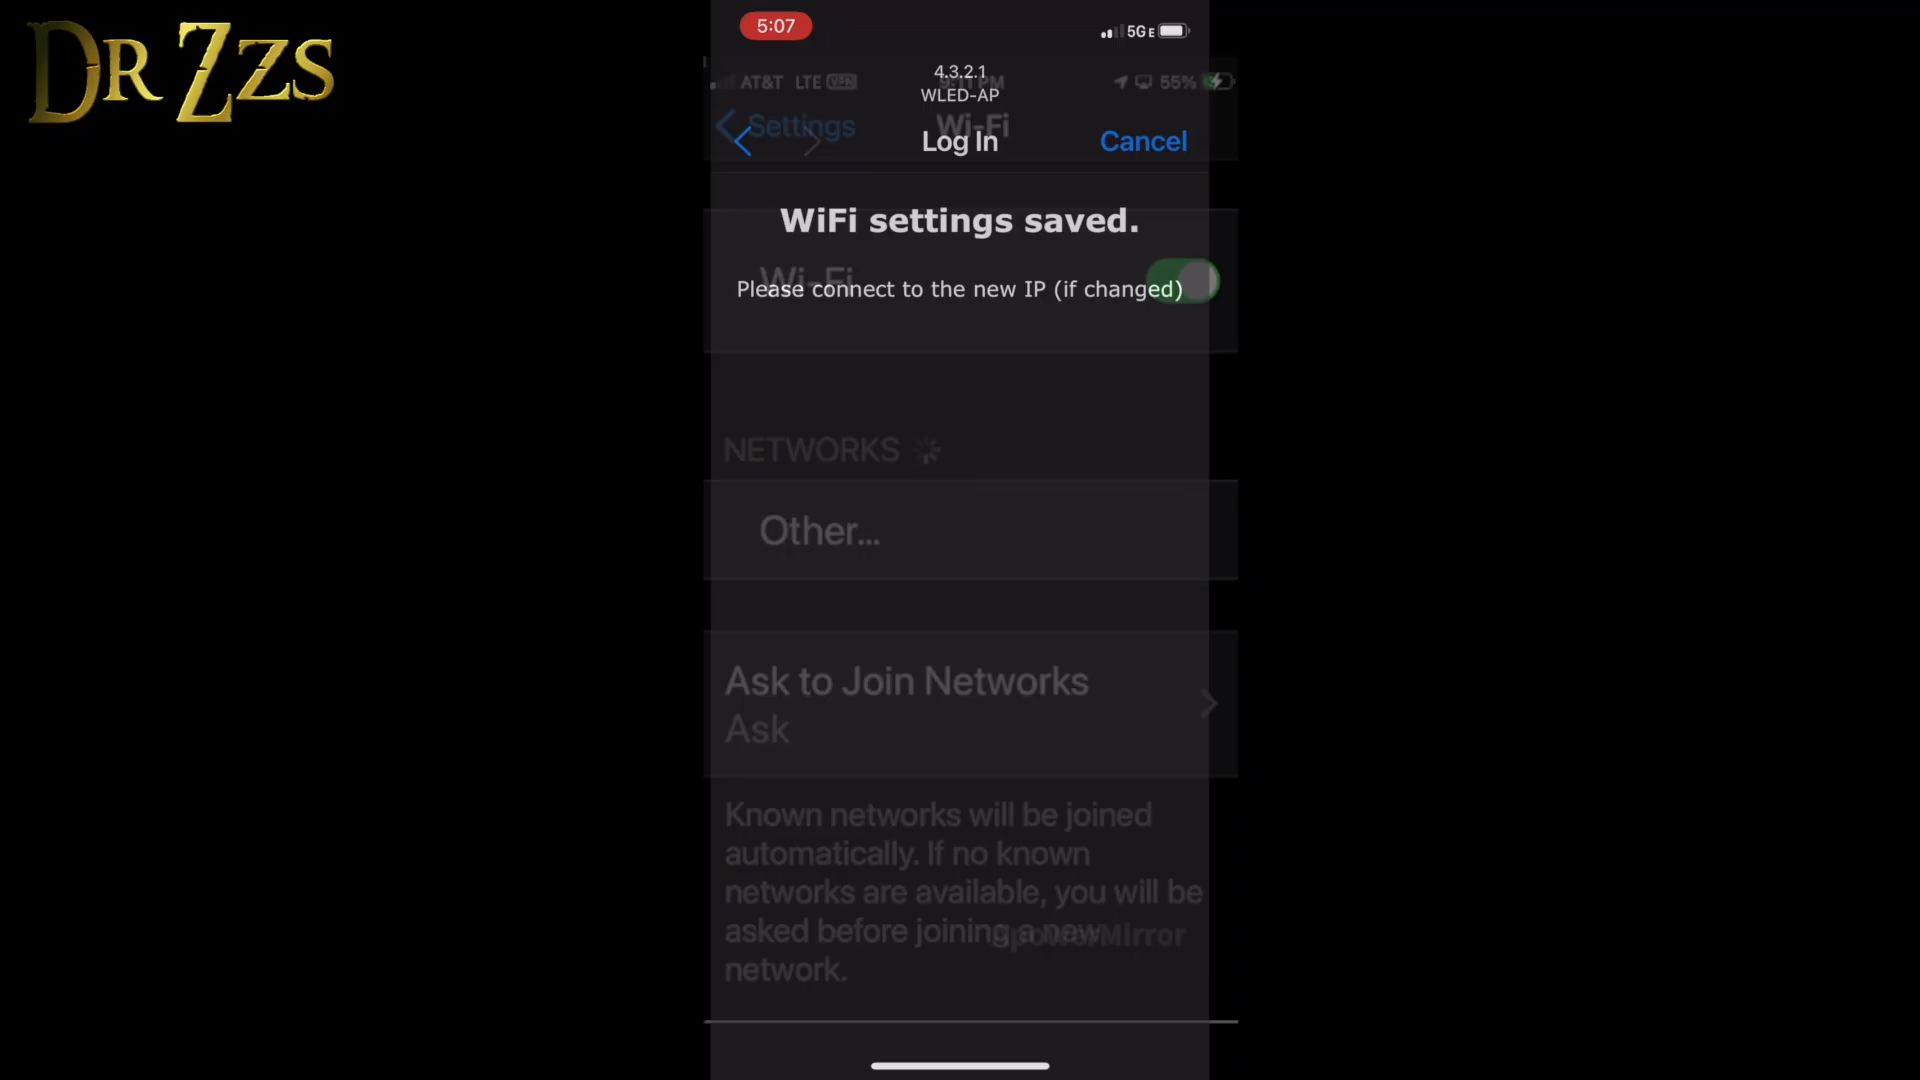 DR ZZS
5:07
5GE
AT&T LTE VPN
55%
4.3.2.1
WLED-AP
Settings
Wi-Fi
Log In
Cancel
WiFi settings saved.
Wi-Fi
Please connect to the new IP (if changed)
NETWORKS
Other...
Ask to Join Networks
Ask
Known networks will be joined
automatically. If no known
networks are available, you will be
asked before joining a new
network.